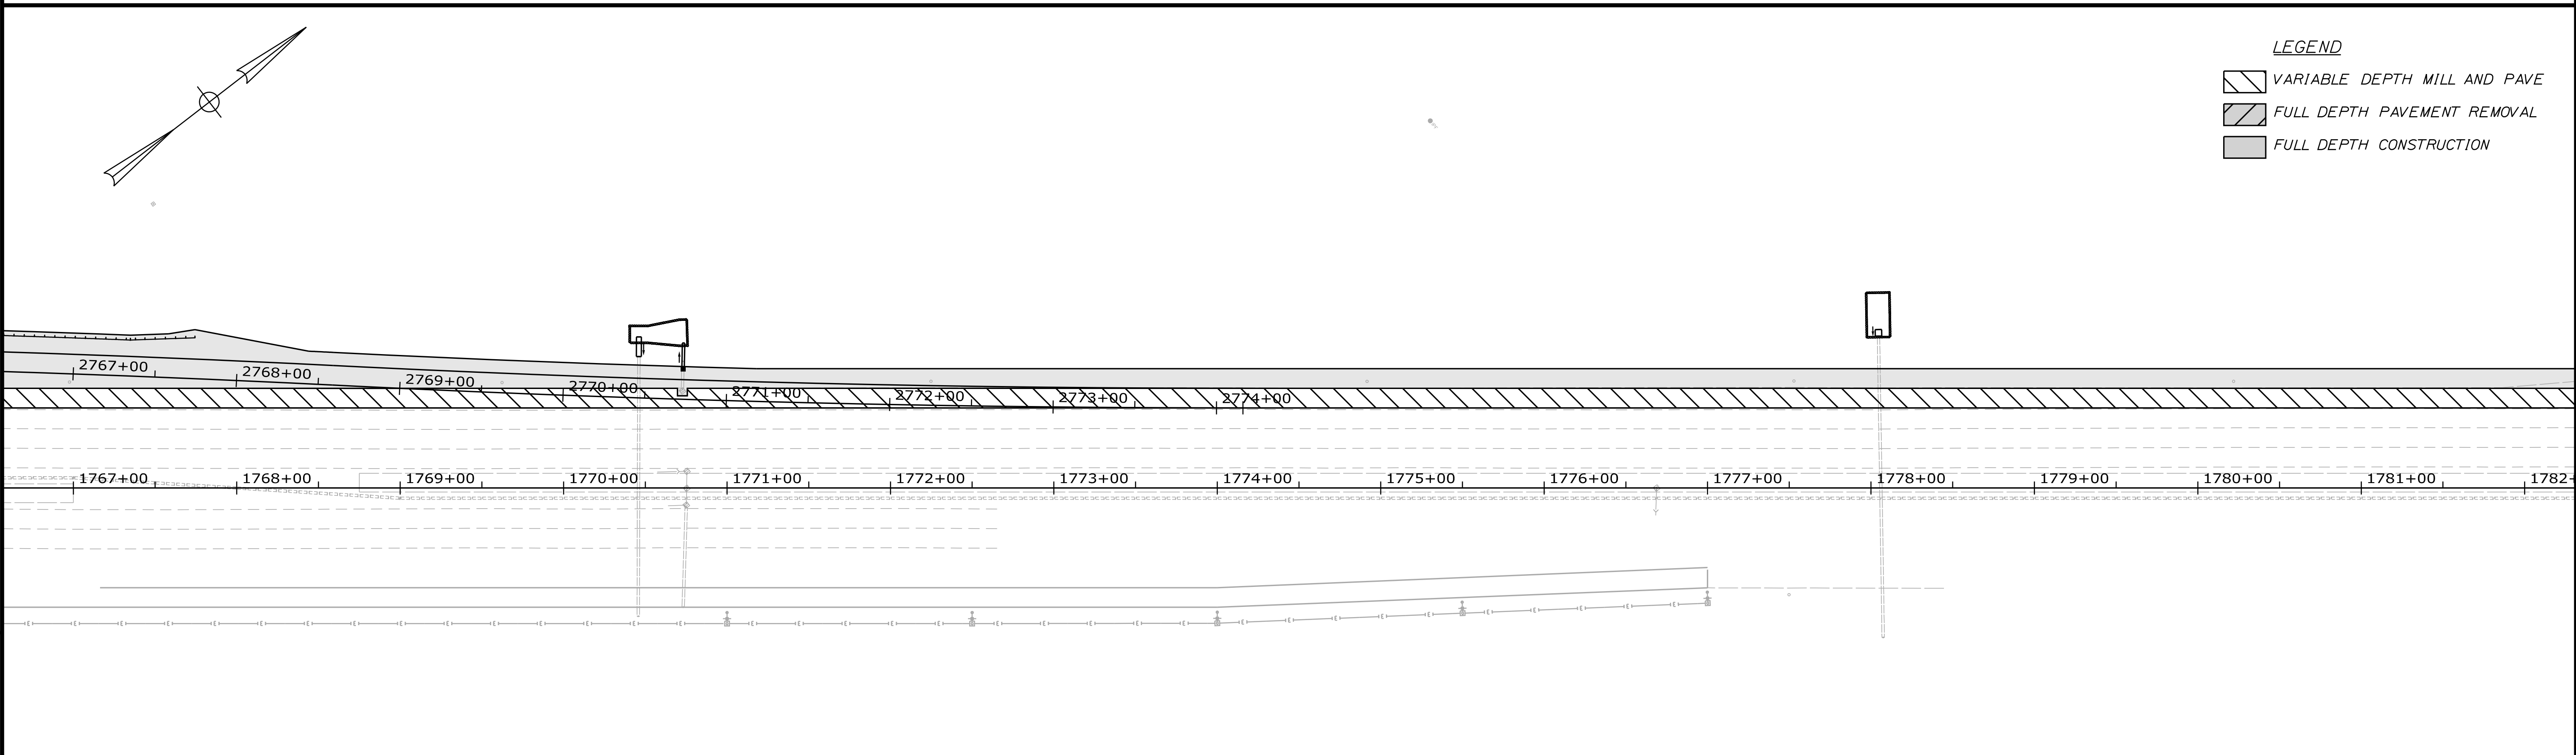 LEGEND
VARIABLE DEPTH MILL AND PAVE
FULL DEPTH PAVEMENT REMOVAL
FULL DEPTH CONSTRUCTION
2767+00 2768+00 2769+00 2770+00 2771+00 2772+00 2773+00 2774+00
1767+00 1768+00 1769+00 1770+00 1771+00 1772+00 1773+00 1774+00 1775+00 1776+00 1777+00 1778+00 1779+00 1780+00 1781+00 1782+